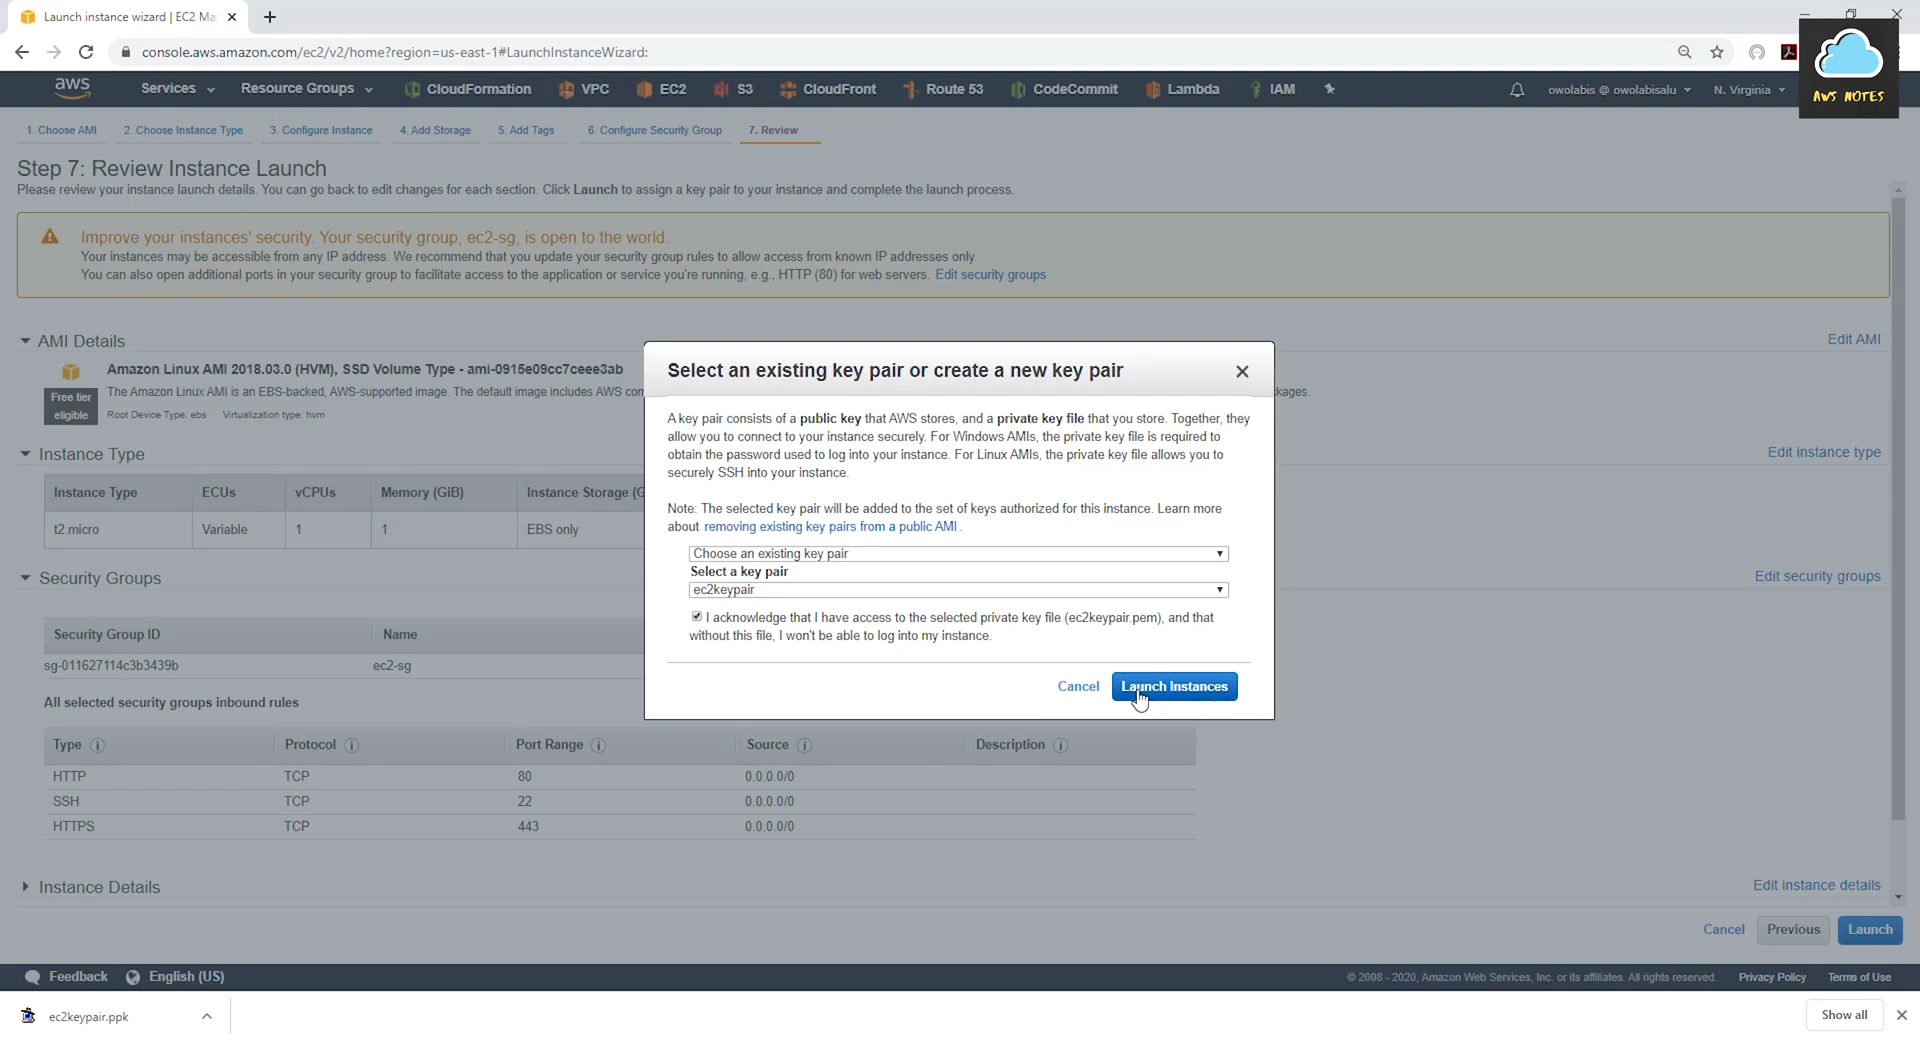 Launch instance wizard | EC2 Ma
console.aws.amazon.com/ec2/v2/home?region=us-east-1#LaunchInstanceWizard:
aws
Services
Resource Groups
CloudFormation
VPC
EC2
S3
CloudFront
Route 53
CodeCommit
Lambda
IAM
owolabis @ owolabisalu
N. Virginia
AWS NOTES
1. Choose AMI
2. Choose Instance Type
3. Configure Instance
4. Add Storage
5. Add Tags
6. Configure Security Group
7. Review
Step 7: Review Instance Launch
Please review your instance launch details. You can go back to edit changes for each section. Click Launch to assign a key pair to your instance and complete the launch process.
Improve your instances' security. Your security group, ec2-sg, is open to the world.
Your instances may be accessible from any IP address. We recommend that you update your security group rules to allow access from known IP addresses only.
You can also open additional ports in your security group to facilitate access to the application or service you're running, e.g., HTTP (80) for web servers. Edit security groups
AMI Details
Edit AMI
Amazon Linux AMI 2018.03.0 (HVM), SSD Volume Type - ami-0915e09cc7ceee3ab
Free tier eligible
The Amazon Linux AMI is an EBS-backed, AWS-supported image. The default image includes AWS com
kages.
Root Device Type: ebs Virtualization type: hvm
Instance Type
Edit instance type
Instance Type ECUs vCPUs Memory (GiB) Instance Storage (G
t2.micro Variable 1 1 EBS only
Security Groups
Edit security groups
Security Group ID Name
sg-011627114c3b3439b ec2-sg
All selected security groups inbound rules
Type Protocol Port Range Source Description
HTTP TCP 80 0.0.0.0/0
SSH TCP 22 0.0.0.0/0
HTTPS TCP 443 0.0.0.0/0
Instance Details
Edit instance details
Cancel Previous Launch
Select an existing key pair or create a new key pair
A key pair consists of a public key that AWS stores, and a private key file that you store. Together, they
allow you to connect to your instance securely. For Windows AMIs, the private key file is required to
obtain the password used to log into your instance. For Linux AMIs, the private key file allows you to
securely SSH into your instance.
Note: The selected key pair will be added to the set of keys authorized for this instance. Learn more
about removing existing key pairs from a public AMI .
Choose an existing key pair
Select a key pair
ec2keypair
I acknowledge that I have access to the selected private key file (ec2keypair.pem), and that
without this file, I won't be able to log into my instance.
Cancel Launch Instances
Feedback
English (US)
© 2008 - 2020, Amazon Web Services, Inc. or its affiliates. All rights reserved.
Privacy Policy
Terms of Use
ec2keypair.ppk
Show all